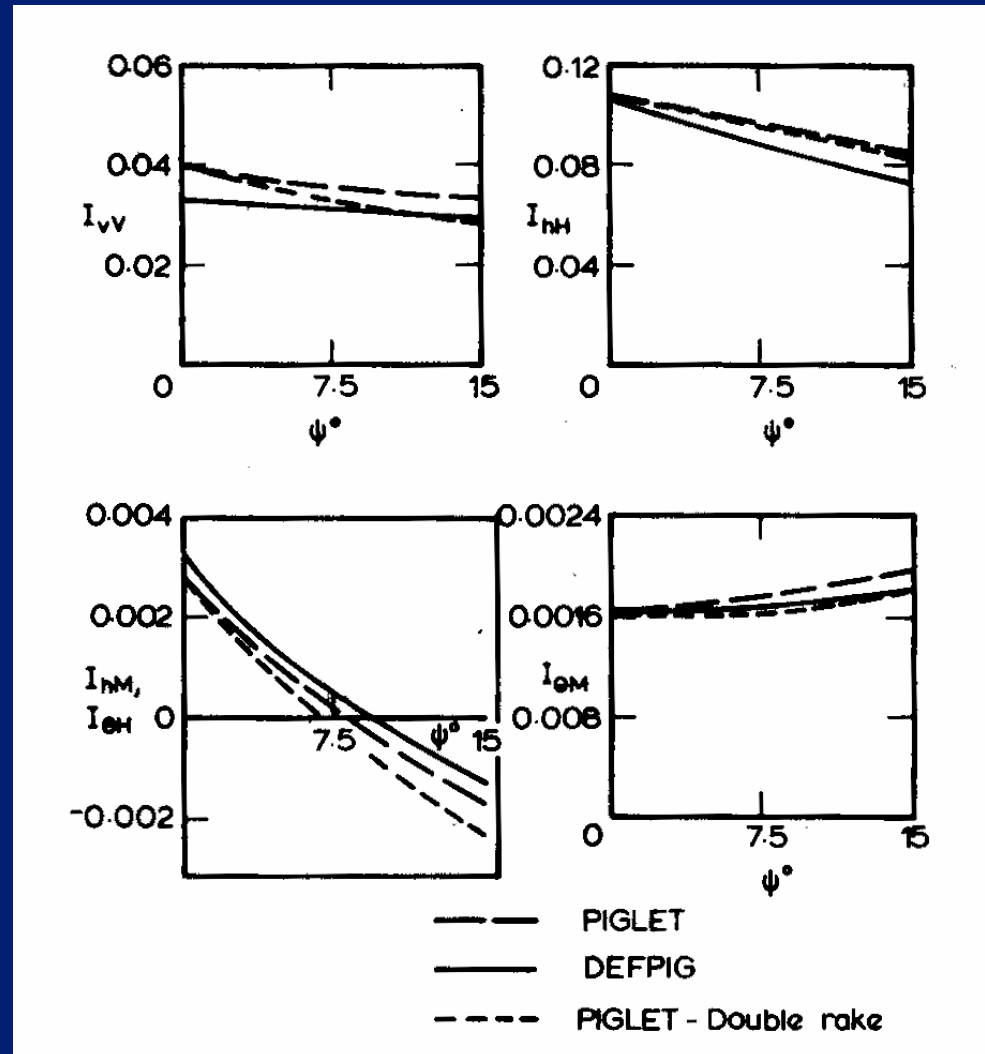 0.06
0.04
I_vV
0.02
0
7.5
15
ψ°
0.12
0.08
I_hH
0.04
0
7.5
15
ψ°
0.004
0.002
I_hM,
I_θH 0
-0.002
7.5
ψ°
15
0.0024
0.0016
I_θM
0.008
0
7.5
15
ψ°
PIGLET
DEFPIG
PIGLET - Double rake